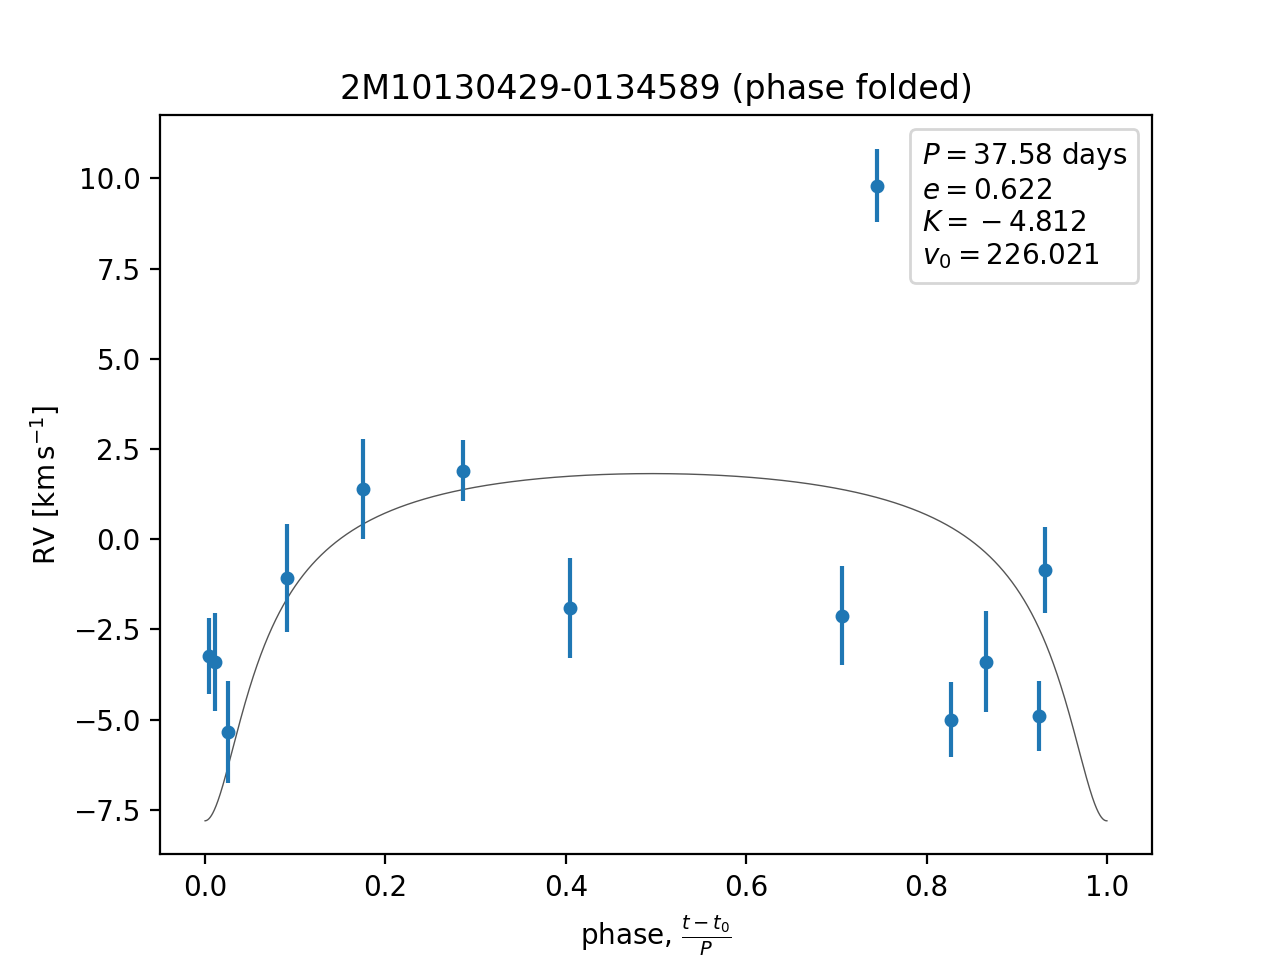 2M10130429-0134589 (phase folded)
P = 37.58 days
e = 0.622
K = −4.812
v₀ = 226.021
10.0
7.5
5.0
2.5
0.0
−2.5
−5.0
−7.5
RV [km s⁻¹]
0.0 0.2 0.4 0.6 0.8 1.0
phase, (t − t₀)/P